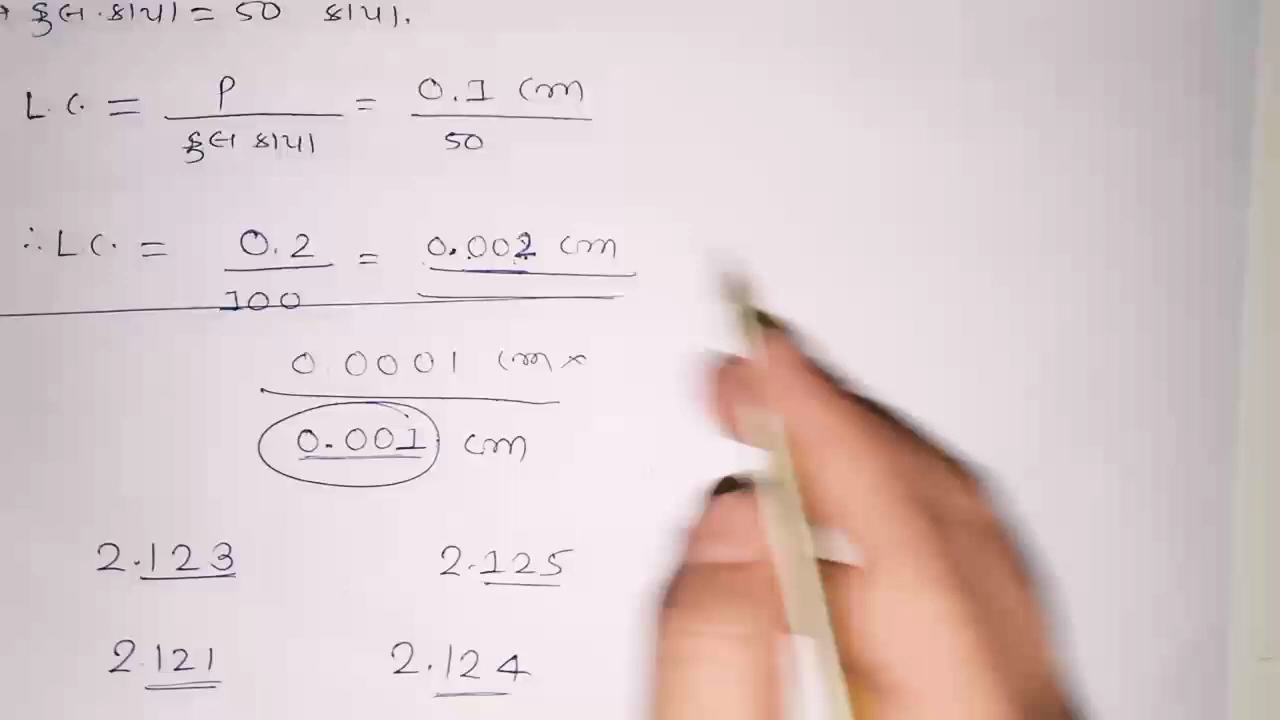 કુલ કાપા = 50 કાપા.
L.C. = P / કુલ કાપા = 0.1 cm / 50
∴ L.C. = 0.2 / 100 = 0.002 cm
0.0001 cm ×
0.001 cm
2.123 2.125
2.121 2.124